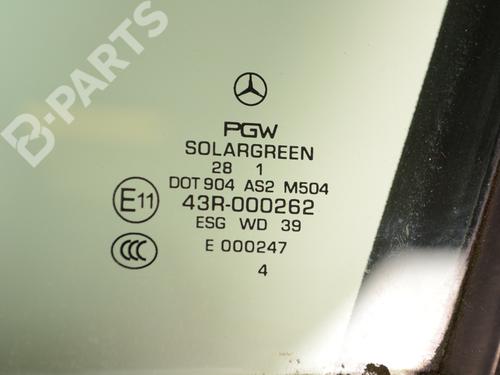 B-PARTS
PGW
SOLARGREEN
28 1
DOT 904 AS2 M504
E11 43R-000262
ESG WD 39
CCC E 000247
4